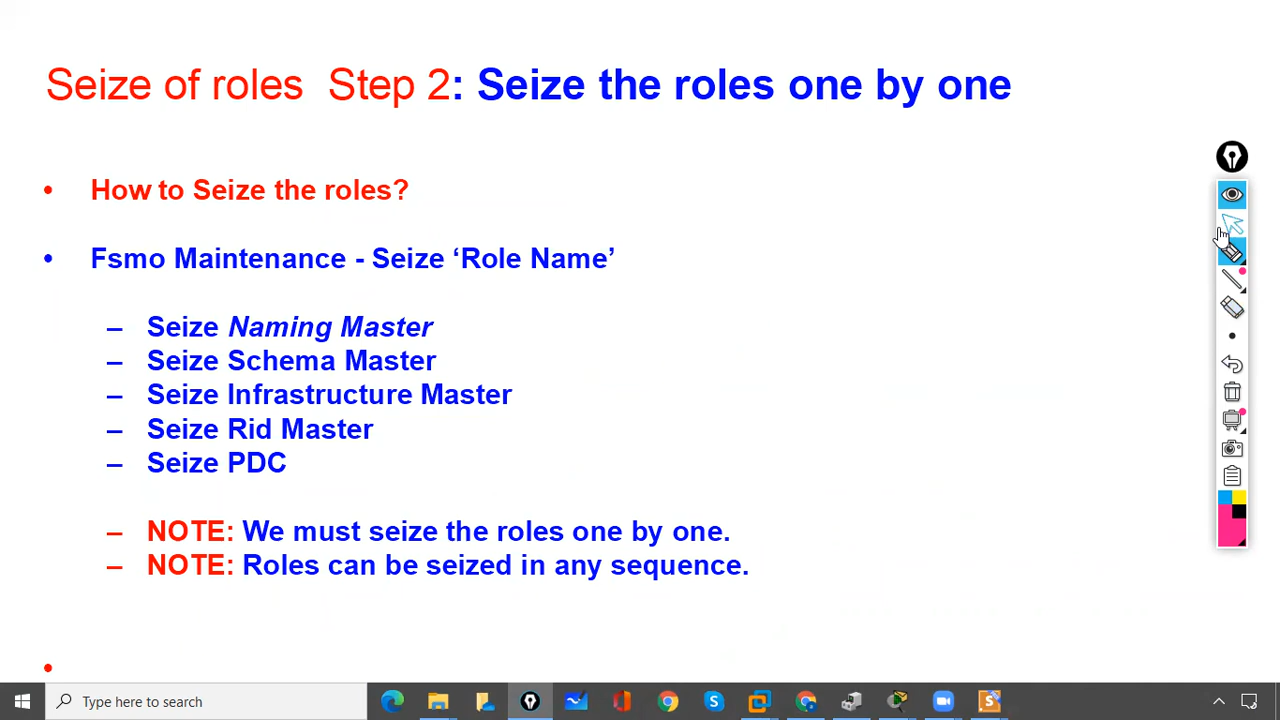 Seize of roles Step 2: Seize the roles one by one
• How to Seize the roles?
• Fsmo Maintenance - Seize ‘Role Name’
– Seize Naming Master
– Seize Schema Master
– Seize Infrastructure Master
– Seize Rid Master
– Seize PDC
– NOTE: We must seize the roles one by one.
– NOTE: Roles can be seized in any sequence.
•
Type here to search